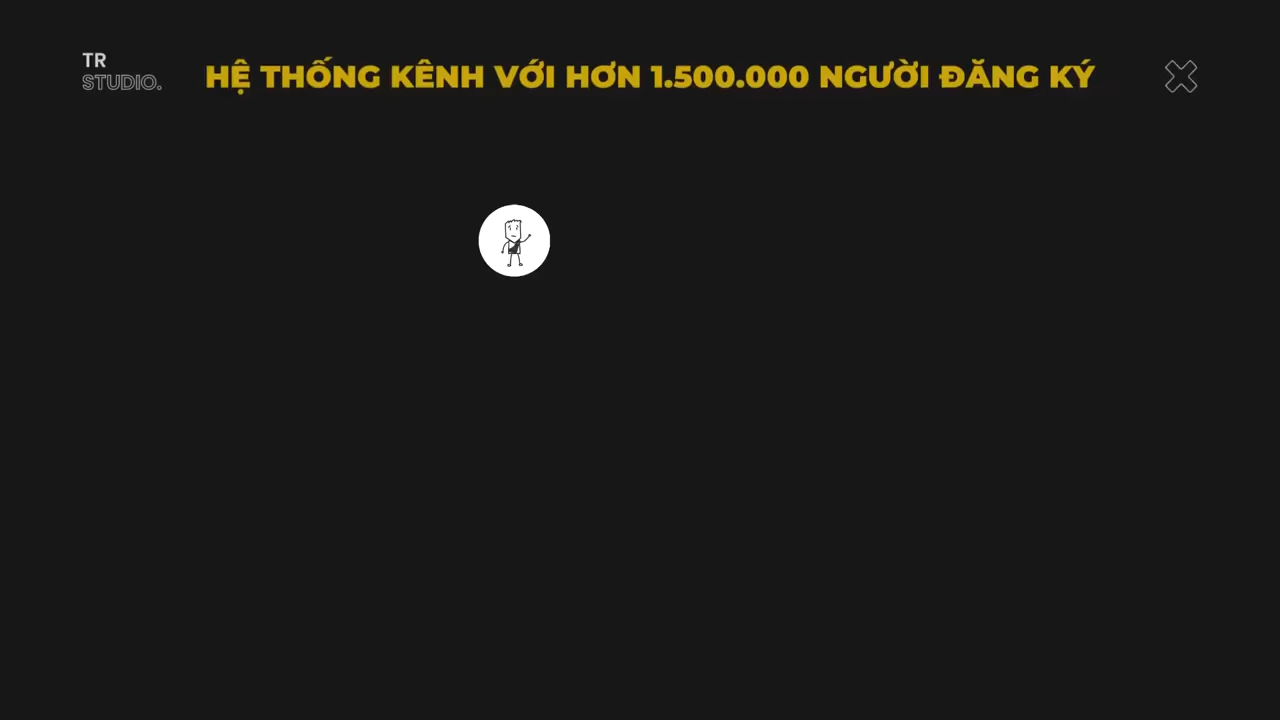 TR
STUDIO.
HỆ THỐNG KÊNH VỚI HƠN 1.500.000 NGƯỜI ĐĂNG KÝ